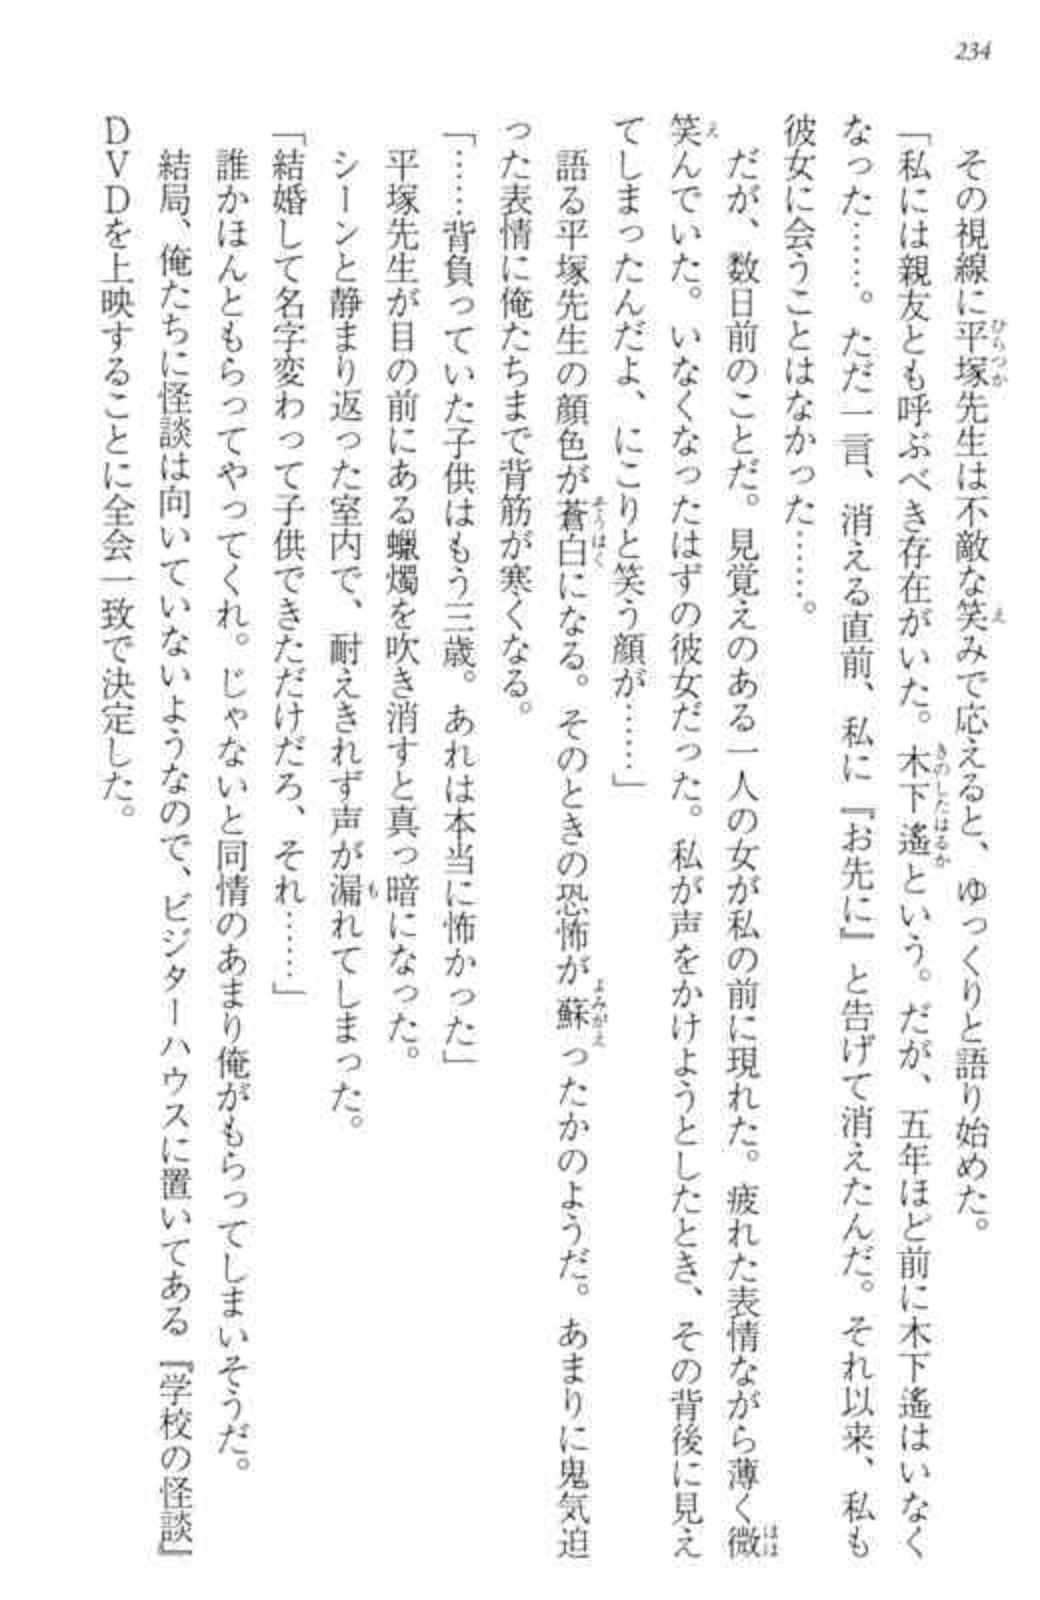 234
　その視線に平塚先生は不敵な笑みで応えると、ゆっくりと語り始めた。
「私には親友とも呼ぶべき存在がいた。木下遙という。だが、五年ほど前に木下遙はいなく
なった……。ただ一言、消える直前、私に『お先に』と告げて消えたんだ。それ以来、私も
彼女に会うことはなかった……。
　だが、数日前のことだ。見覚えのある一人の女が私の前に現れた。疲れた表情ながら薄く微
笑んでいた。いなくなったはずの彼女だった。私が声をかけようとしたとき、その背後に見え
てしまったんだよ、にこりと笑う顔が……」
　語る平塚先生の顔色が蒼白になる。そのときの恐怖が蘇ったかのようだ。あまりに鬼気迫
った表情に俺たちまで背筋が寒くなる。
「……背負っていた子供はもう三歳。あれは本当に怖かった」
　平塚先生が目の前にある蠟燭を吹き消すと真っ暗になった。
　シーンと静まり返った室内で、耐えきれず声が漏れてしまった。
「結婚して名字変わって子供できただけだろ、それ……」
　誰かほんともらってやってくれ。じゃないと同情のあまり俺がもらってしまいそうだ。
　結局、俺たちに怪談は向いていないようなので、ビジターハウスに置いてある『学校の怪談』
ＤＶＤを上映することに全会一致で決定した。